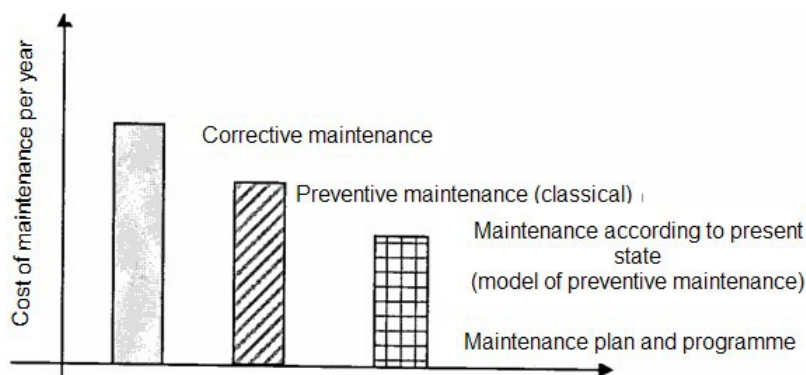 Cost of maintenance per year
Corrective maintenance
Preventive maintenance (classical)
Maintenance according to present
state
(model of preventive maintenance)
Maintenance plan and programme